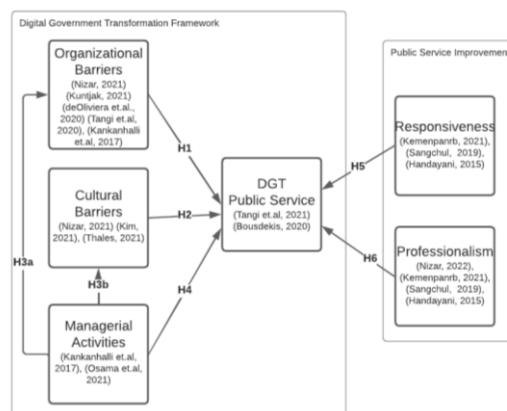 Digital Government Transformation Framework
Organizational
Barriers
(Nizar, 2021)
(Kuntjak, 2021)
(deOliviera et.al.,
2020) (Tangi et.al,
2020), (Kankanhalli
et.al, 2017)
H1
Cultural
Barriers
(Nizar, 2021) (Kim,
2021), (Thales, 2021)
H2
H3a
H3b
Managerial
Activities
(Kankanhalli et.al,
2017), (Osama et.al,
2021)
H4
DGT
Public Service
(Tangi et.al, 2021)
(Bousdekis, 2020)
Public Service Improvemen
Responsiveness
(Kemenpanrb, 2021),
(Sangchul, 2019),
(Handayani, 2015)
H5
H6
Professionalism
(Nizar, 2022),
(Kemenpanrb, 2021),
(Sangchul, 2019),
(Handayani, 2015)